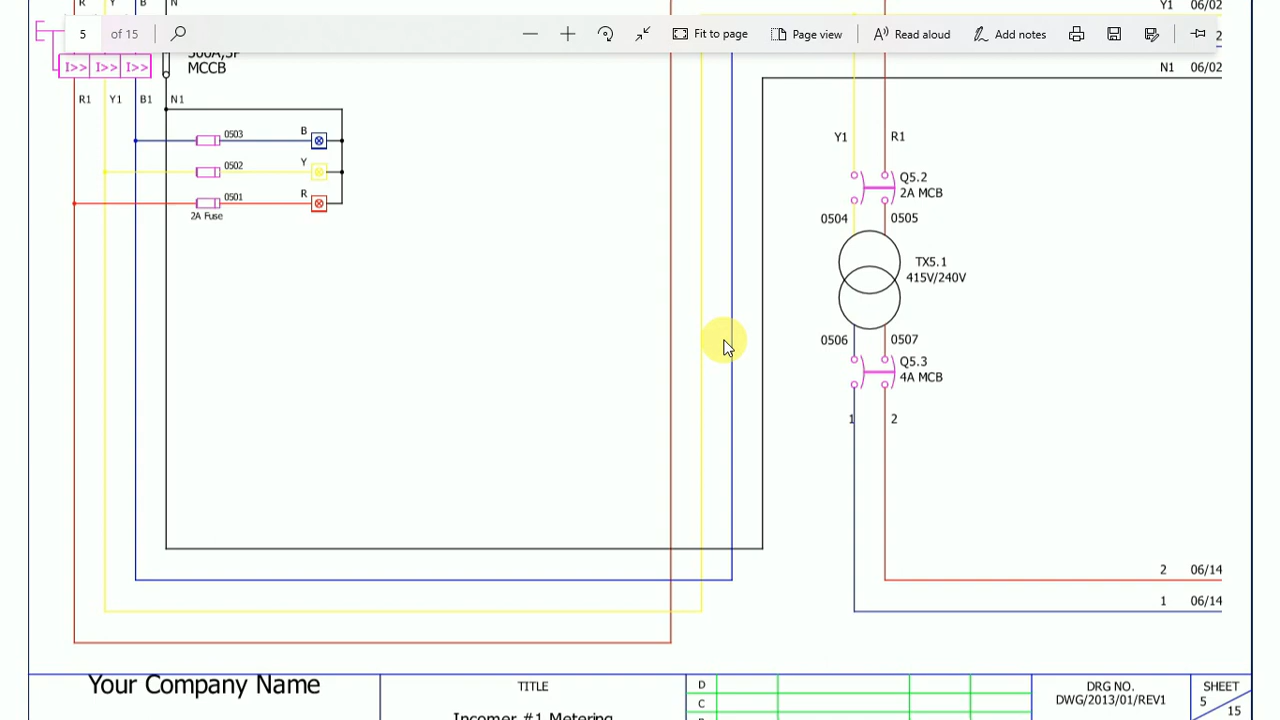 R Y B N
Y1 06/02
5 of 15
Fit to page
Page view
Read aloud
Add notes
2
MCCB
I>> I>> I>>
N1 06/02
R1 Y1 B1 N1
0503 B
0502 Y
0501 R
2A Fuse
Y1 R1
Q5.2
2A MCB
0504 0505
TX5.1
415V/240V
0506 0507
Q5.3
4A MCB
1 2
2 06/14
1 06/14
Your Company Name
TITLE
Incomer #1 Metering
D
C
DRG NO.
DWG/2013/01/REV1
SHEET
5
15